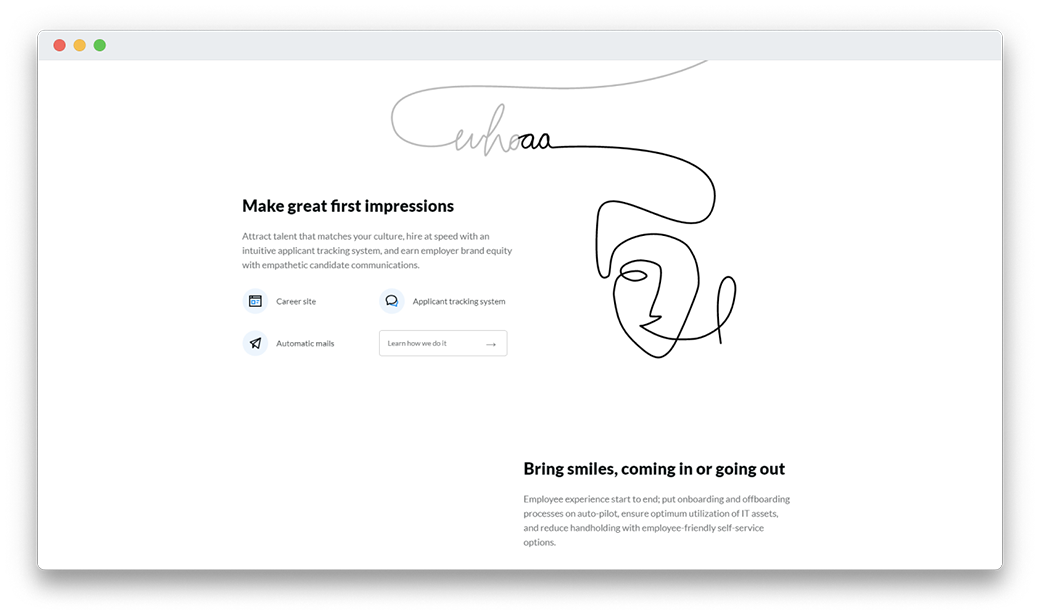 whoaa
Make great first impressions
Attract talent that matches your culture, hire at speed with an
intuitive applicant tracking system, and earn employer brand equity
with empathetic candidate communications.
Career site
Applicant tracking system
Automatic mails
Learn how we do it →
Bring smiles, coming in or going out
Employee experience start to end; put onboarding and offboarding
processes on auto-pilot, ensure optimum utilization of IT assets,
and reduce handholding with employee-friendly self-service
options.